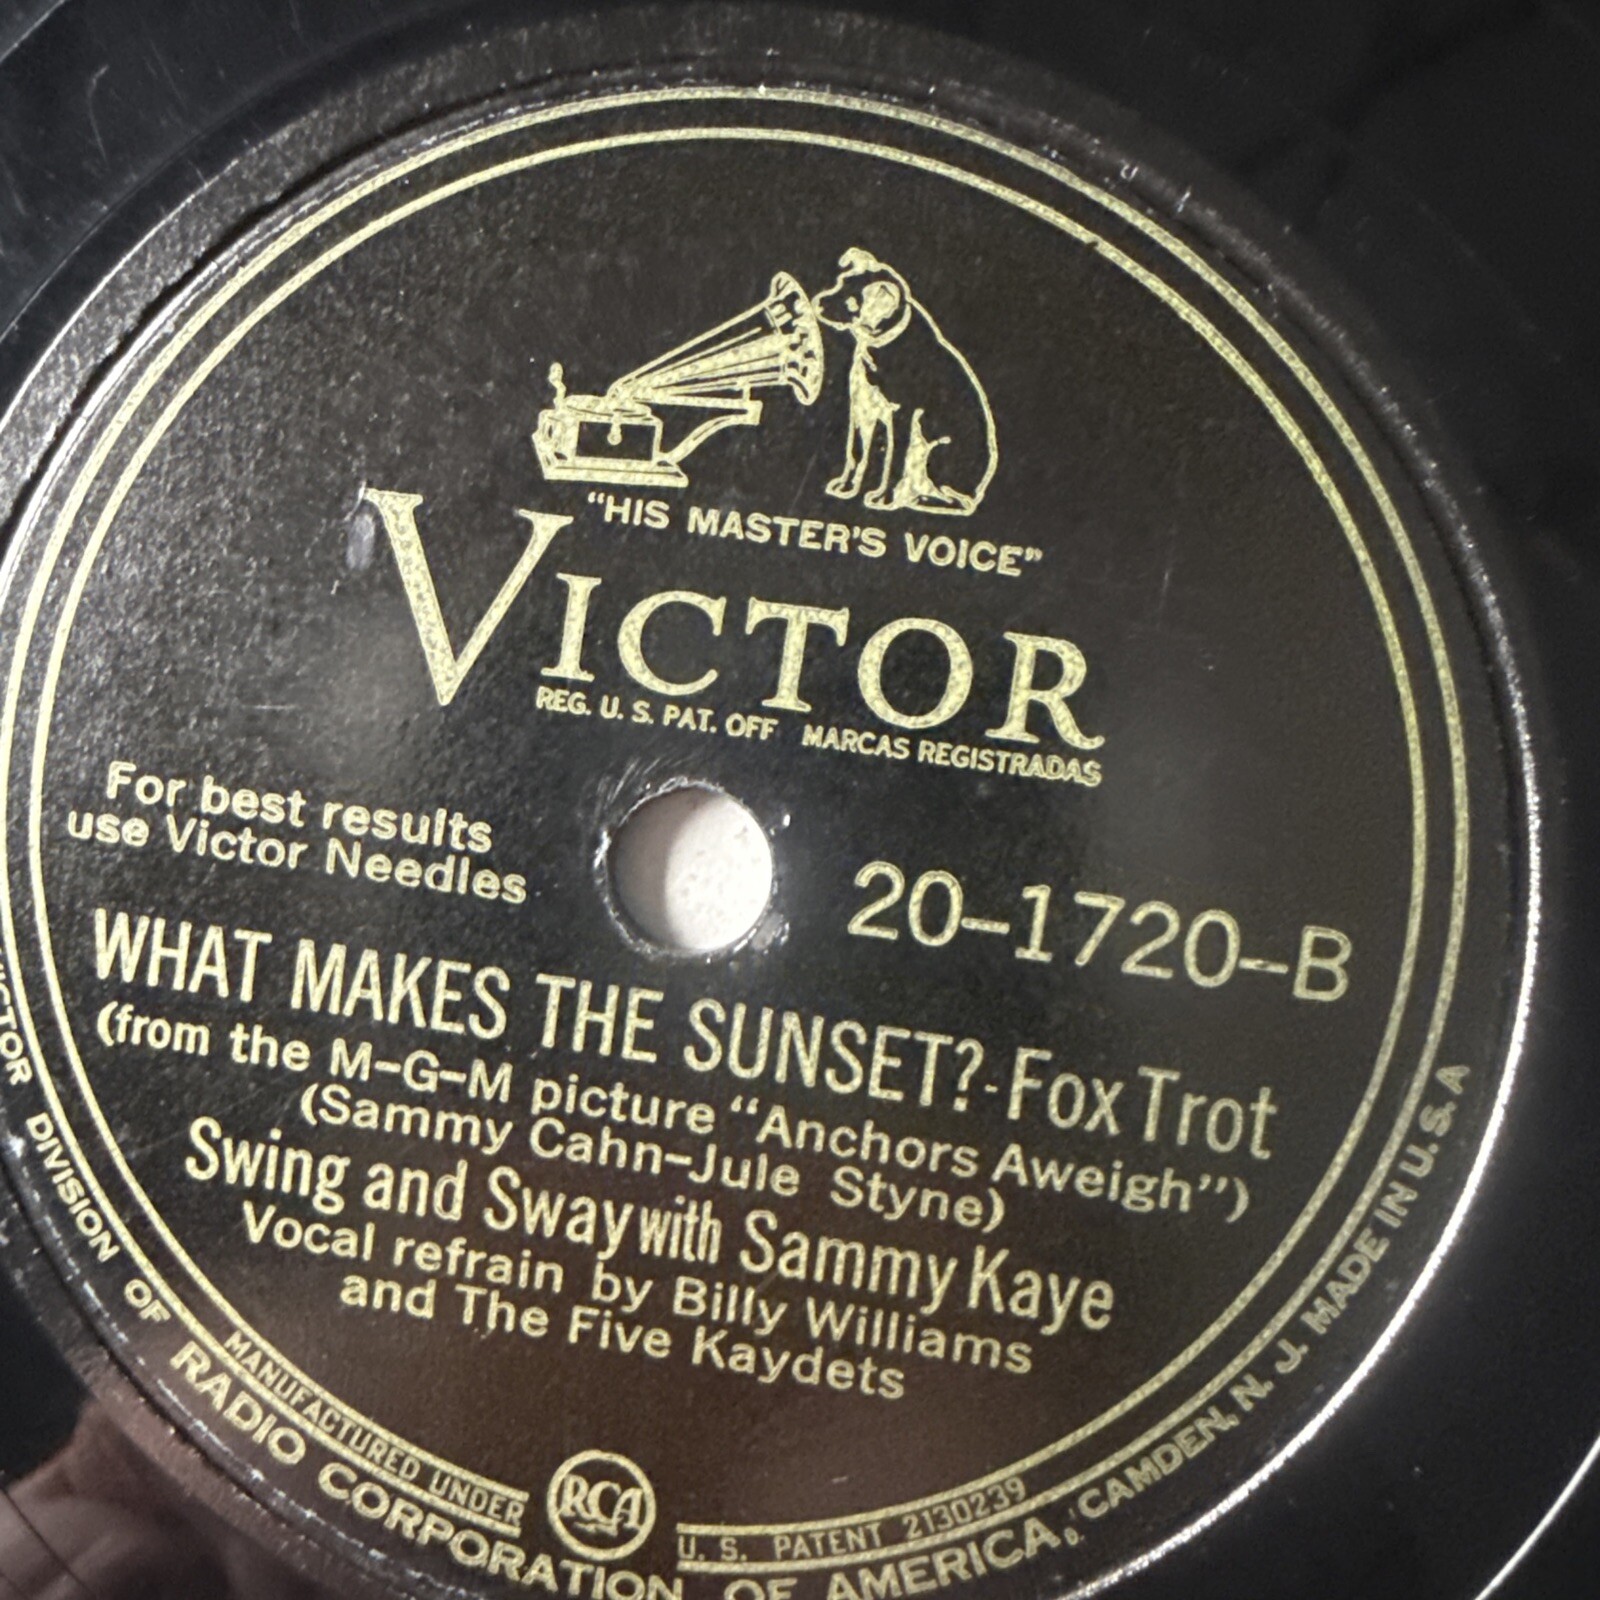 "HIS MASTER'S VOICE"
VICTOR
REG. U. S. PAT. OFF MARCAS REGISTRADAS
For best results
use Victor Needles
20-1720-B
WHAT MAKES THE SUNSET?-Fox Trot
(from the M-G-M picture "Anchors Aweigh")
(Sammy Cahn-Jule Styne)
Swing and Sway with Sammy Kaye
Vocal refrain by Billy Williams
and The Five Kaydets
MANUFACTURED UNDER
RCA
U. S. PATENT 2130239
DIVISION OF RADIO CORPORATION OF AMERICA, CAMDEN, N. J. MADE IN U.S.A